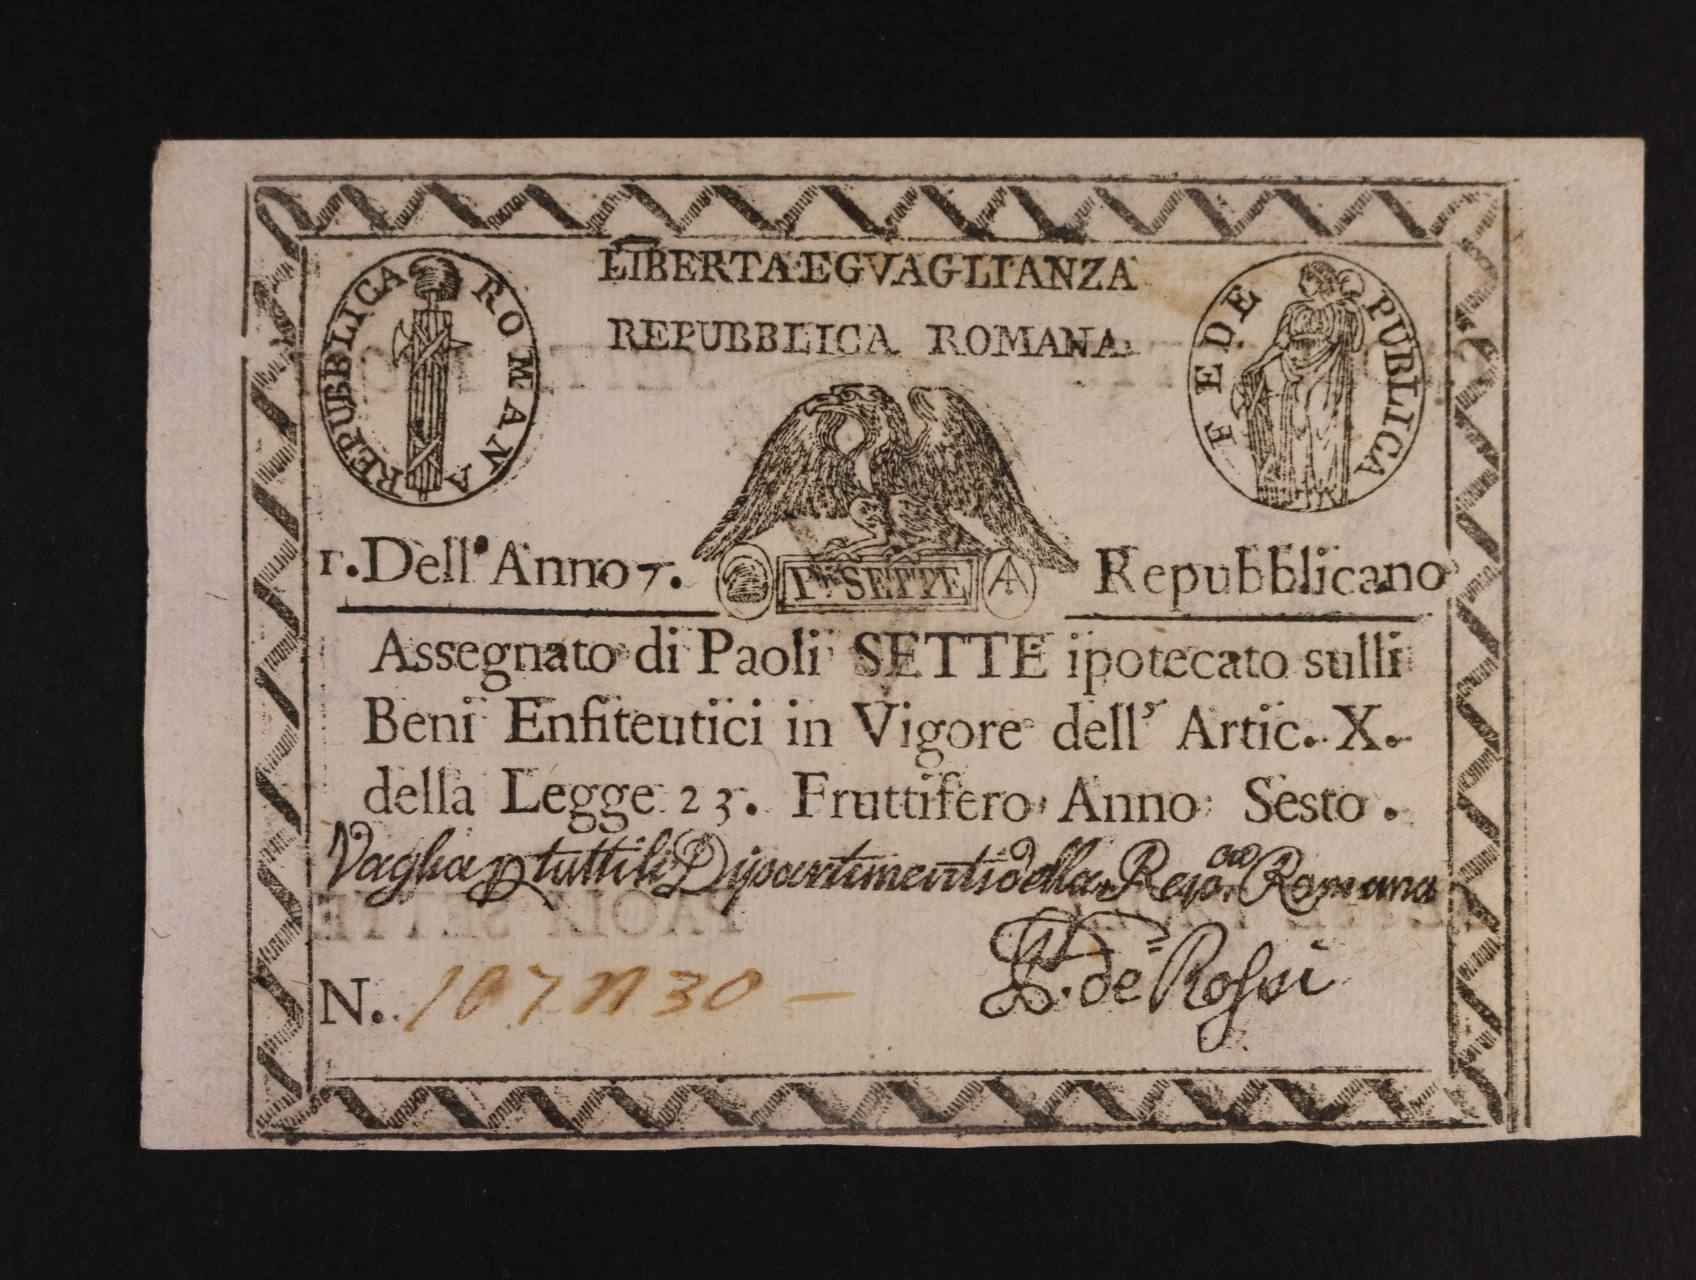 LIBERTA EGVAGLIANZA
REPUBBLICA ROMANA
REPUBBLICA ROMANA
FEDE PUBLICA
1. Dell' Anno 7.
P.li SETTE
Repubblicano
Assegnato di Paoli SETTE ipotecato sulli
Beni Enfiteutici in Vigore dell' Artic. X.
della Legge 23. Fruttifero Anno Sesto.
Vaglia p tutti li Dipartimenti della Rep.ca Romana
de Rossi
N.